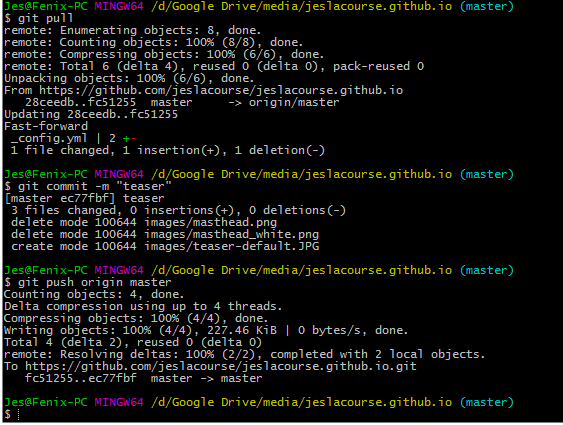 Jes@Fenix-PC MINGW64 /d/Google Drive/media/jeslacourse.github.io (master)
$ git pull
remote: Enumerating objects: 8, done.
remote: Counting objects: 100% (8/8), done.
remote: Compressing objects: 100% (6/6), done.
remote: Total 6 (delta 4), reused 0 (delta 0), pack-reused 0
Unpacking objects: 100% (6/6), done.
From https://github.com/jeslacourse/jeslacourse.github.io
   28ceedb..fc51255  master     -> origin/master
Updating 28ceedb..fc51255
Fast-forward
 _config.yml | 2 +-
 1 file changed, 1 insertion(+), 1 deletion(-)
Jes@Fenix-PC MINGW64 /d/Google Drive/media/jeslacourse.github.io (master)
$ git commit -m "teaser"
[master ec77fbf] teaser
 3 files changed, 0 insertions(+), 0 deletions(-)
 delete mode 100644 images/masthead.png
 delete mode 100644 images/masthead_white.png
 create mode 100644 images/teaser-default.JPG
Jes@Fenix-PC MINGW64 /d/Google Drive/media/jeslacourse.github.io (master)
$ git push origin master
Counting objects: 4, done.
Delta compression using up to 4 threads.
Compressing objects: 100% (4/4), done.
Writing objects: 100% (4/4), 227.46 KiB | 0 bytes/s, done.
Total 4 (delta 2), reused 0 (delta 0)
remote: Resolving deltas: 100% (2/2), completed with 2 local objects.
To https://github.com/jeslacourse/jeslacourse.github.io.git
   fc51255..ec77fbf  master -> master
Jes@Fenix-PC MINGW64 /d/Google Drive/media/jeslacourse.github.io (master)
$